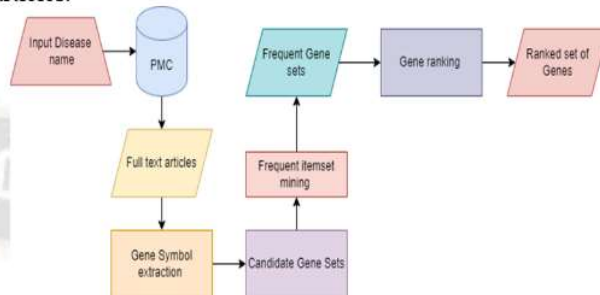 Input Disease
name
PMC
Full text articles
Gene Symbol
extraction
Candidate Gene Sets
Frequent itemset
mining
Frequent Gene
sets
Gene ranking
Ranked set of
Genes